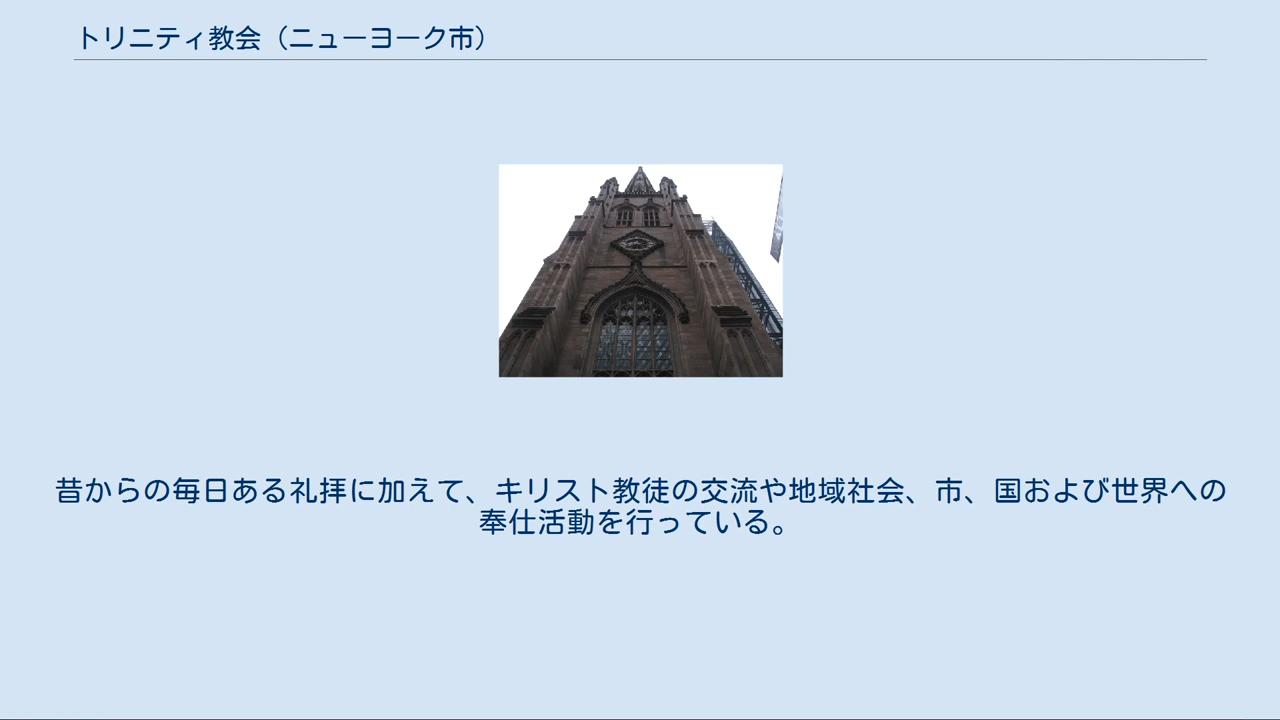 トリニティ教会（ニューヨーク市）
昔からの毎日ある礼拝に加えて、キリスト教徒の交流や地域社会、市、国および世界への
奉仕活動を行っている。